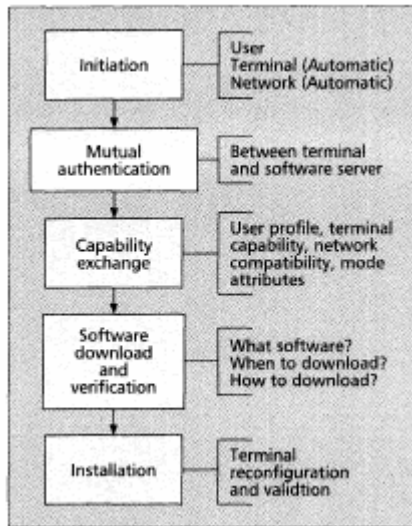 Initiation
User
Terminal (Automatic)
Network (Automatic)
Mutual
authentication
Between terminal
and software server
Capability
exchange
User profile, terminal
capability, network
compatibility, mode
attributes
Software
download
and
verification
What software?
When to download?
How to download?
Installation
Terminal
reconfiguration
and validtion